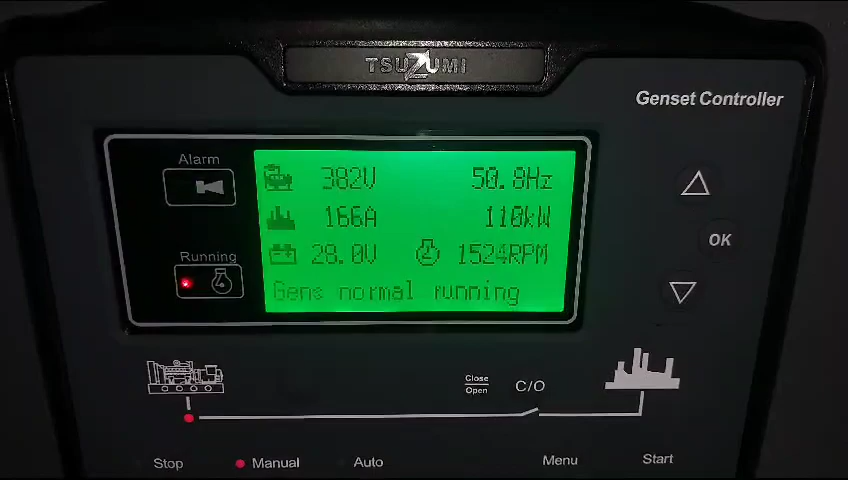 TSUZUMI
Genset Controller
Alarm
382V 50.8Hz
166A 110kW
Running
28.0V 1524RPM
OK
Gens normal running
Close
Open
C/O
Stop Manual Auto Menu Start